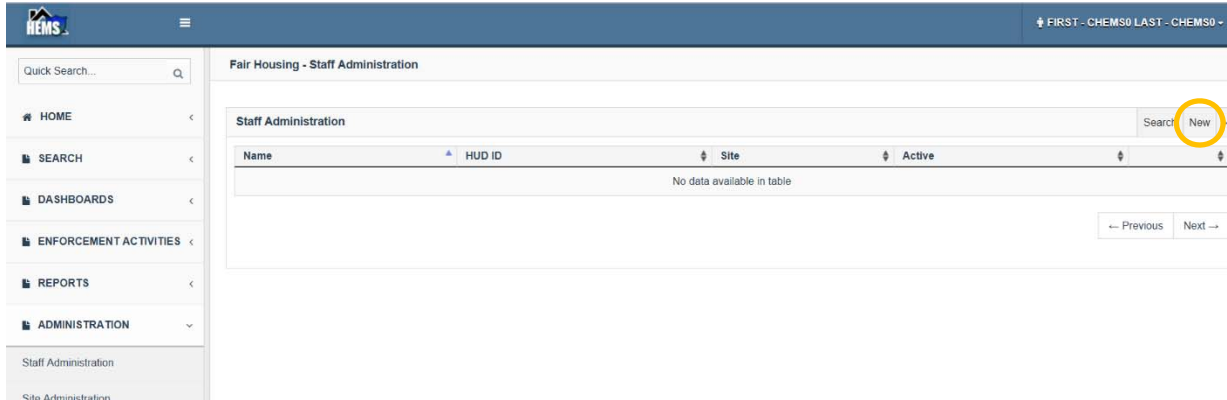 HEMS
FIRST - CHEMS0 LAST - CHEMS0
Quick Search...
Fair Housing - Staff Administration
HOME
Staff Administration
Search New
SEARCH
Name HUD ID Site Active
No data available in table
DASHBOARDS
← Previous Next →
ENFORCEMENT ACTIVITIES
REPORTS
ADMINISTRATION
Staff Administration
Site Administration